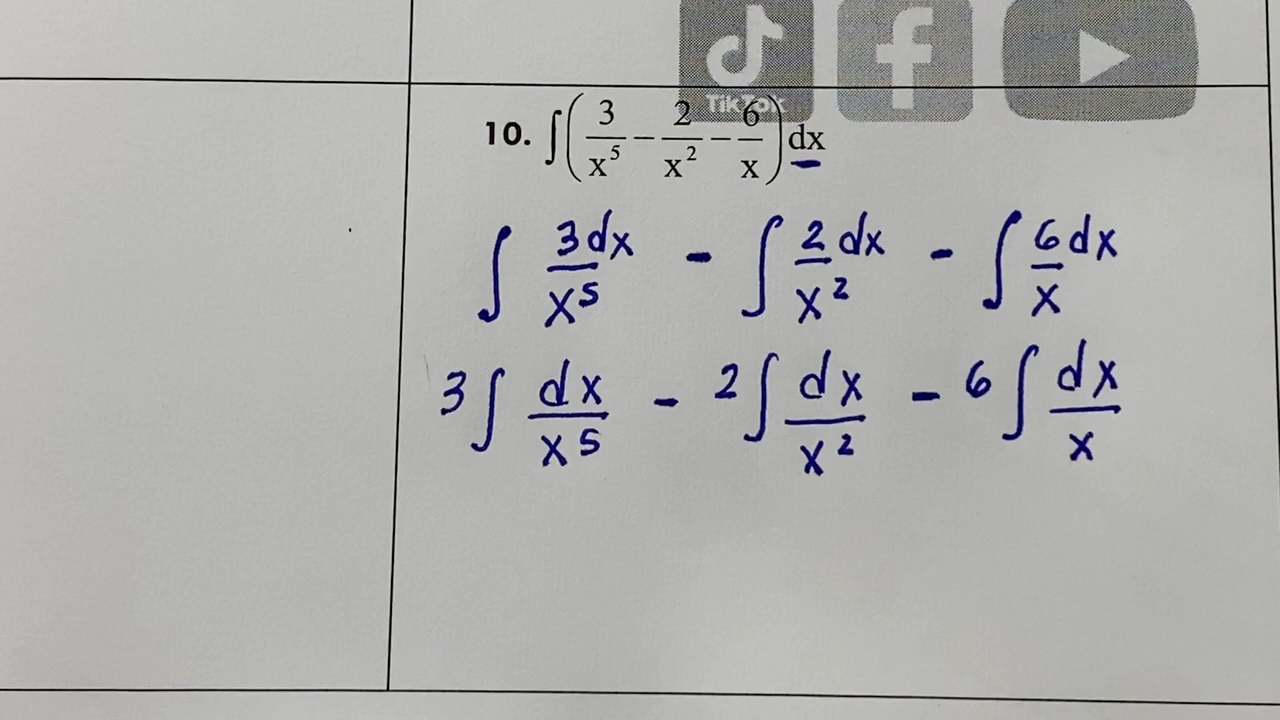 TikTok
10. ∫(3/x⁵ − 2/x² − 6/x)dx
∫ 3dx/x⁵ - ∫ 2dx/x² - ∫ 6dx/x
3∫ dx/x⁵ - 2∫ dx/x² - 6∫ dx/x